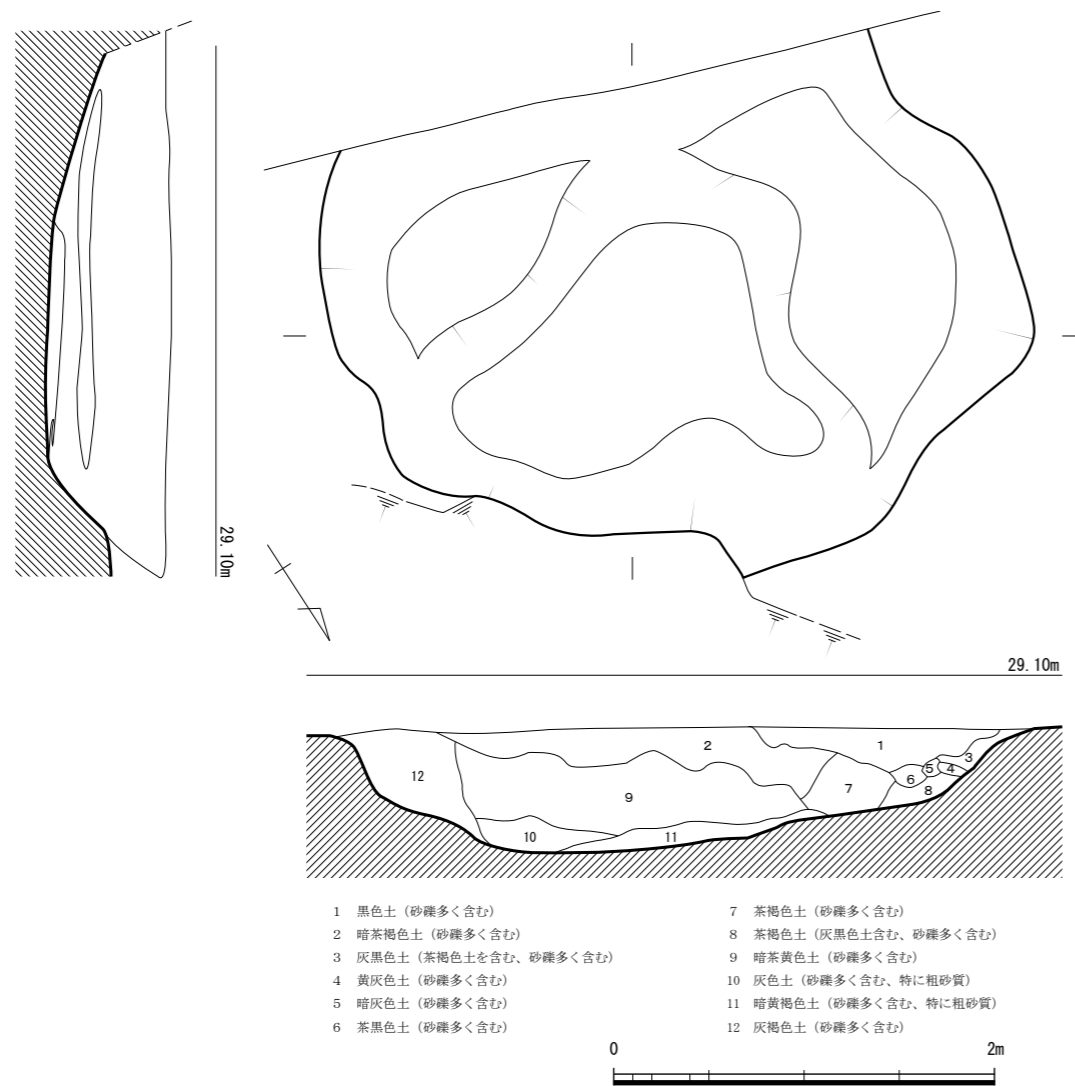 29.10m
29.10m
1
2
3
4
5
6
7
8
9
10
11
12
1 黒色土（砂礫多く含む）
2 暗茶褐色土（砂礫多く含む）
3 灰黒色土（茶褐色土を含む、砂礫多く含む）
4 黄灰色土（砂礫多く含む）
5 暗灰色土（砂礫多く含む）
6 茶黒色土（砂礫多く含む）
7 茶褐色土（砂礫多く含む）
8 茶褐色土（灰黒色土含む、砂礫多く含む）
9 暗茶黄色土（砂礫多く含む）
10 灰色土（砂礫多く含む、特に粗砂質）
11 暗黄褐色土（砂礫多く含む、特に粗砂質）
12 灰褐色土（砂礫多く含む）
0 2m